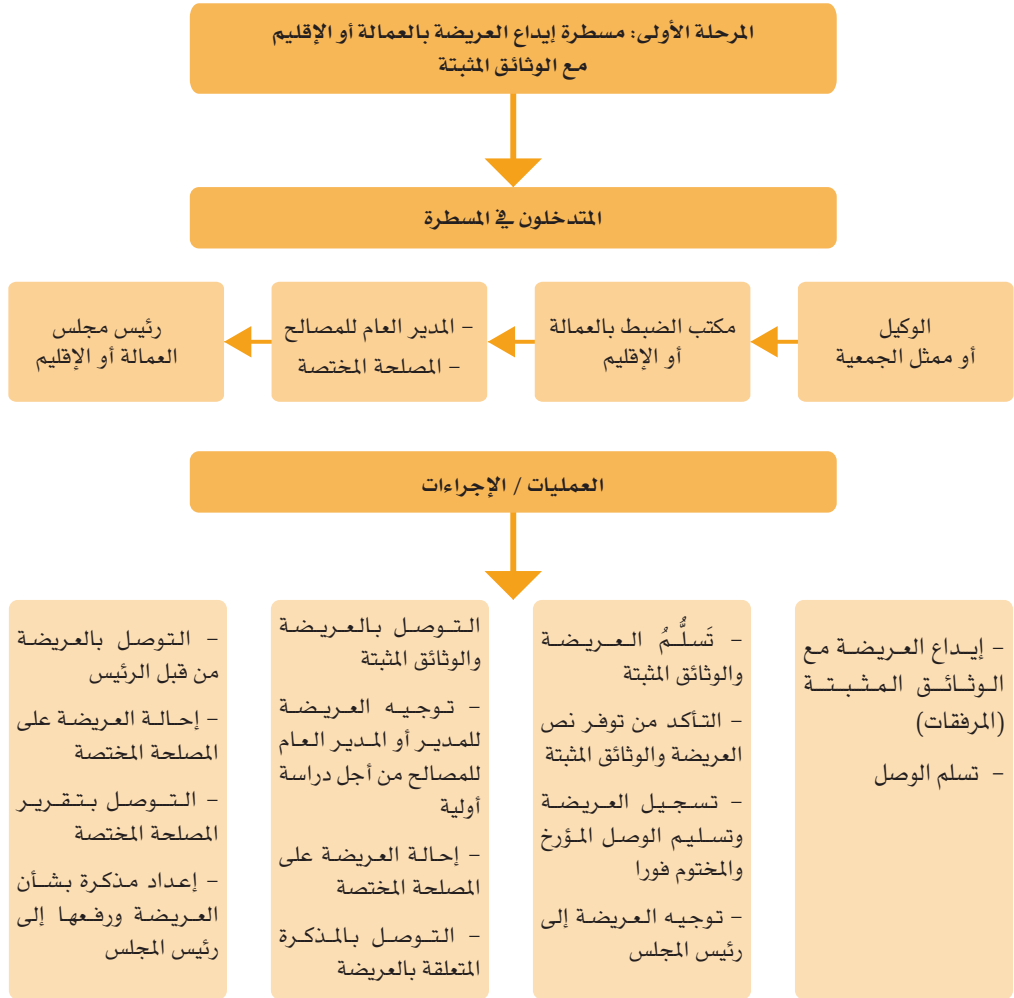 المرحلة الأولى: مسطرة إيداع العريضة بالعمالة أو الإقليم
مع الوثائق المثبتة
المتدخلون في المسطرة
الوكيل
أو ممثل الجمعية
مكتب الضبط بالعمالة
أو الإقليم
– المدير العام للمصالح
– المصلحة المختصة
رئيس مجلس
العمالة أو الإقليم
العمليات / الإجراءات
– إيداع العريضة مع
الوثائق المثبتة
(المرفقات)
– تسلم الوصل
– تَسلُّمُ العريضة
والوثائق المثبتة
– التأكد من توفر نص
العريضة والوثائق المثبتة
– تسجيل العريضة
وتسليم الوصل المؤرخ
والمختوم فورا
– توجيه العريضة إلى
رئيس المجلس
التوصل بالعريضة
والوثائق المثبتة
– توجيه العريضة
للمدير أو المدير العام
للمصالح من أجل دراسة
أولية
– إحالة العريضة على
المصلحة المختصة
– التوصل بالمذكرة
المتعلقة بالعريضة
– التوصل بالعريضة
من قبل الرئيس
– إحالة العريضة على
المصلحة المختصة
– التوصل بتقرير
المصلحة المختصة
– إعداد مذكرة بشأن
العريضة ورفعها إلى
رئيس المجلس